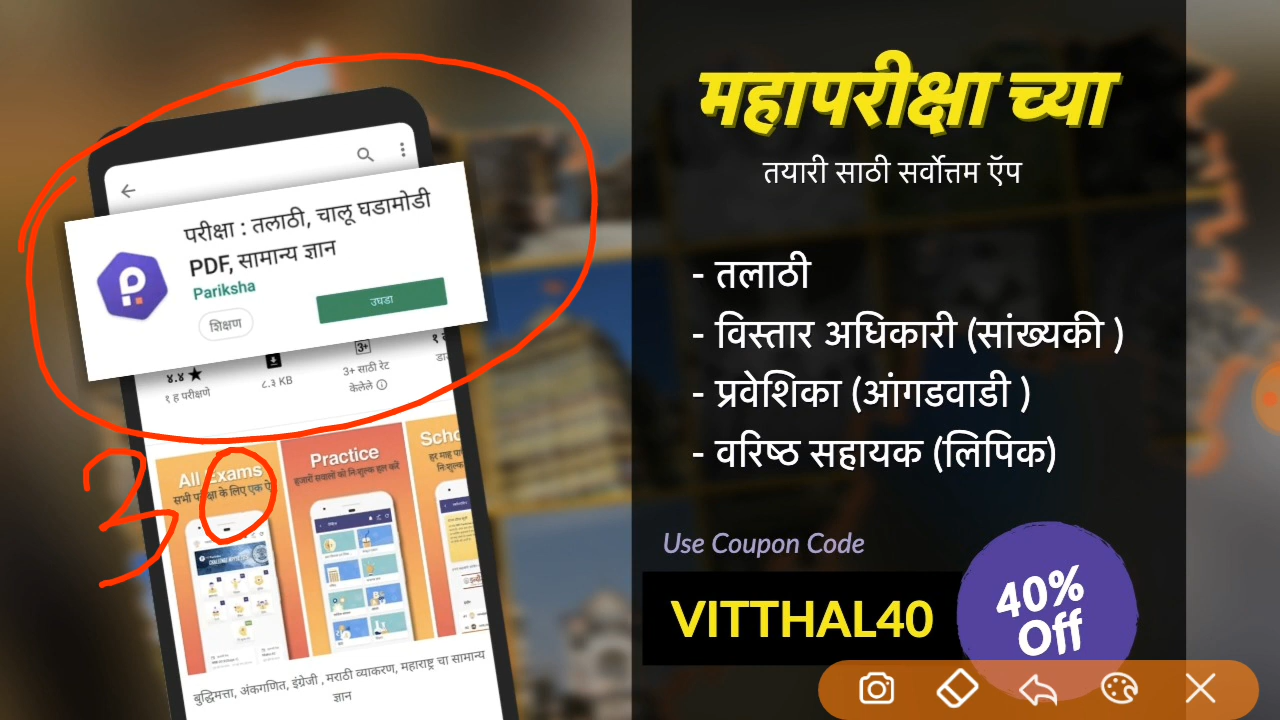 परीक्षा : तलाठी, चालू घडामोडी
PDF, सामान्य ज्ञान
Pariksha
शिक्षण
उघडा
४.४ ★
१ ह परीक्षणे
८.३ KB
3+
3+ साठी रेट
केलेले
All Exams
सभी परीक्षा के लिए एक ऐ
Practice
हजारों सवालों को निःशुल्क हल करें
Scho
30
बुद्धिमत्ता, अंकगणित, इंग्रेजी , मराठी व्याकरण, महाराष्ट्र चा सामान्य
ज्ञान
महापरीक्षा च्या
तयारी साठी सर्वोत्तम ऍप
- तलाठी
- विस्तार अधिकारी (सांख्यकी )
- प्रवेशिका (आंगडवाडी )
- वरिष्ठ सहायक (लिपिक)
Use Coupon Code
VITTHAL40
40%
Off